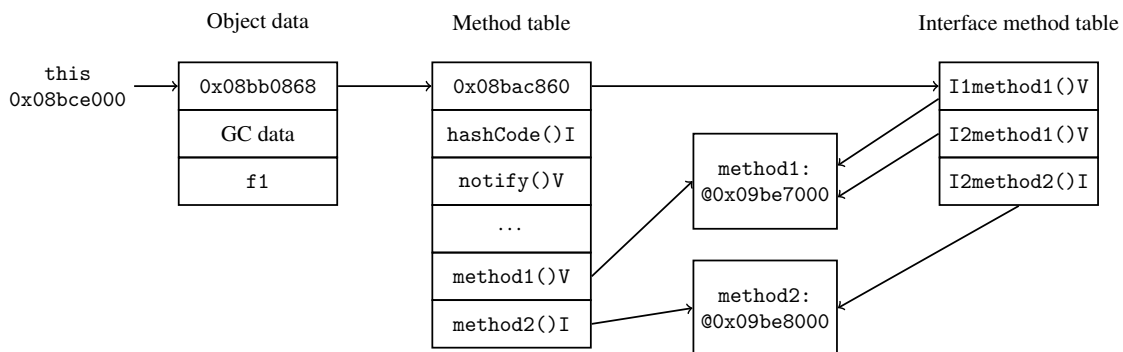 Object data
Method table
Interface method table
this
0x08bce000
0x08bb0868
GC data
f1
0x08bac860
hashCode()I
notify()V
...
method1()V
method2()I
method1:
@0x09be7000
method2:
@0x09be8000
I1method1()V
I2method1()V
I2method2()I